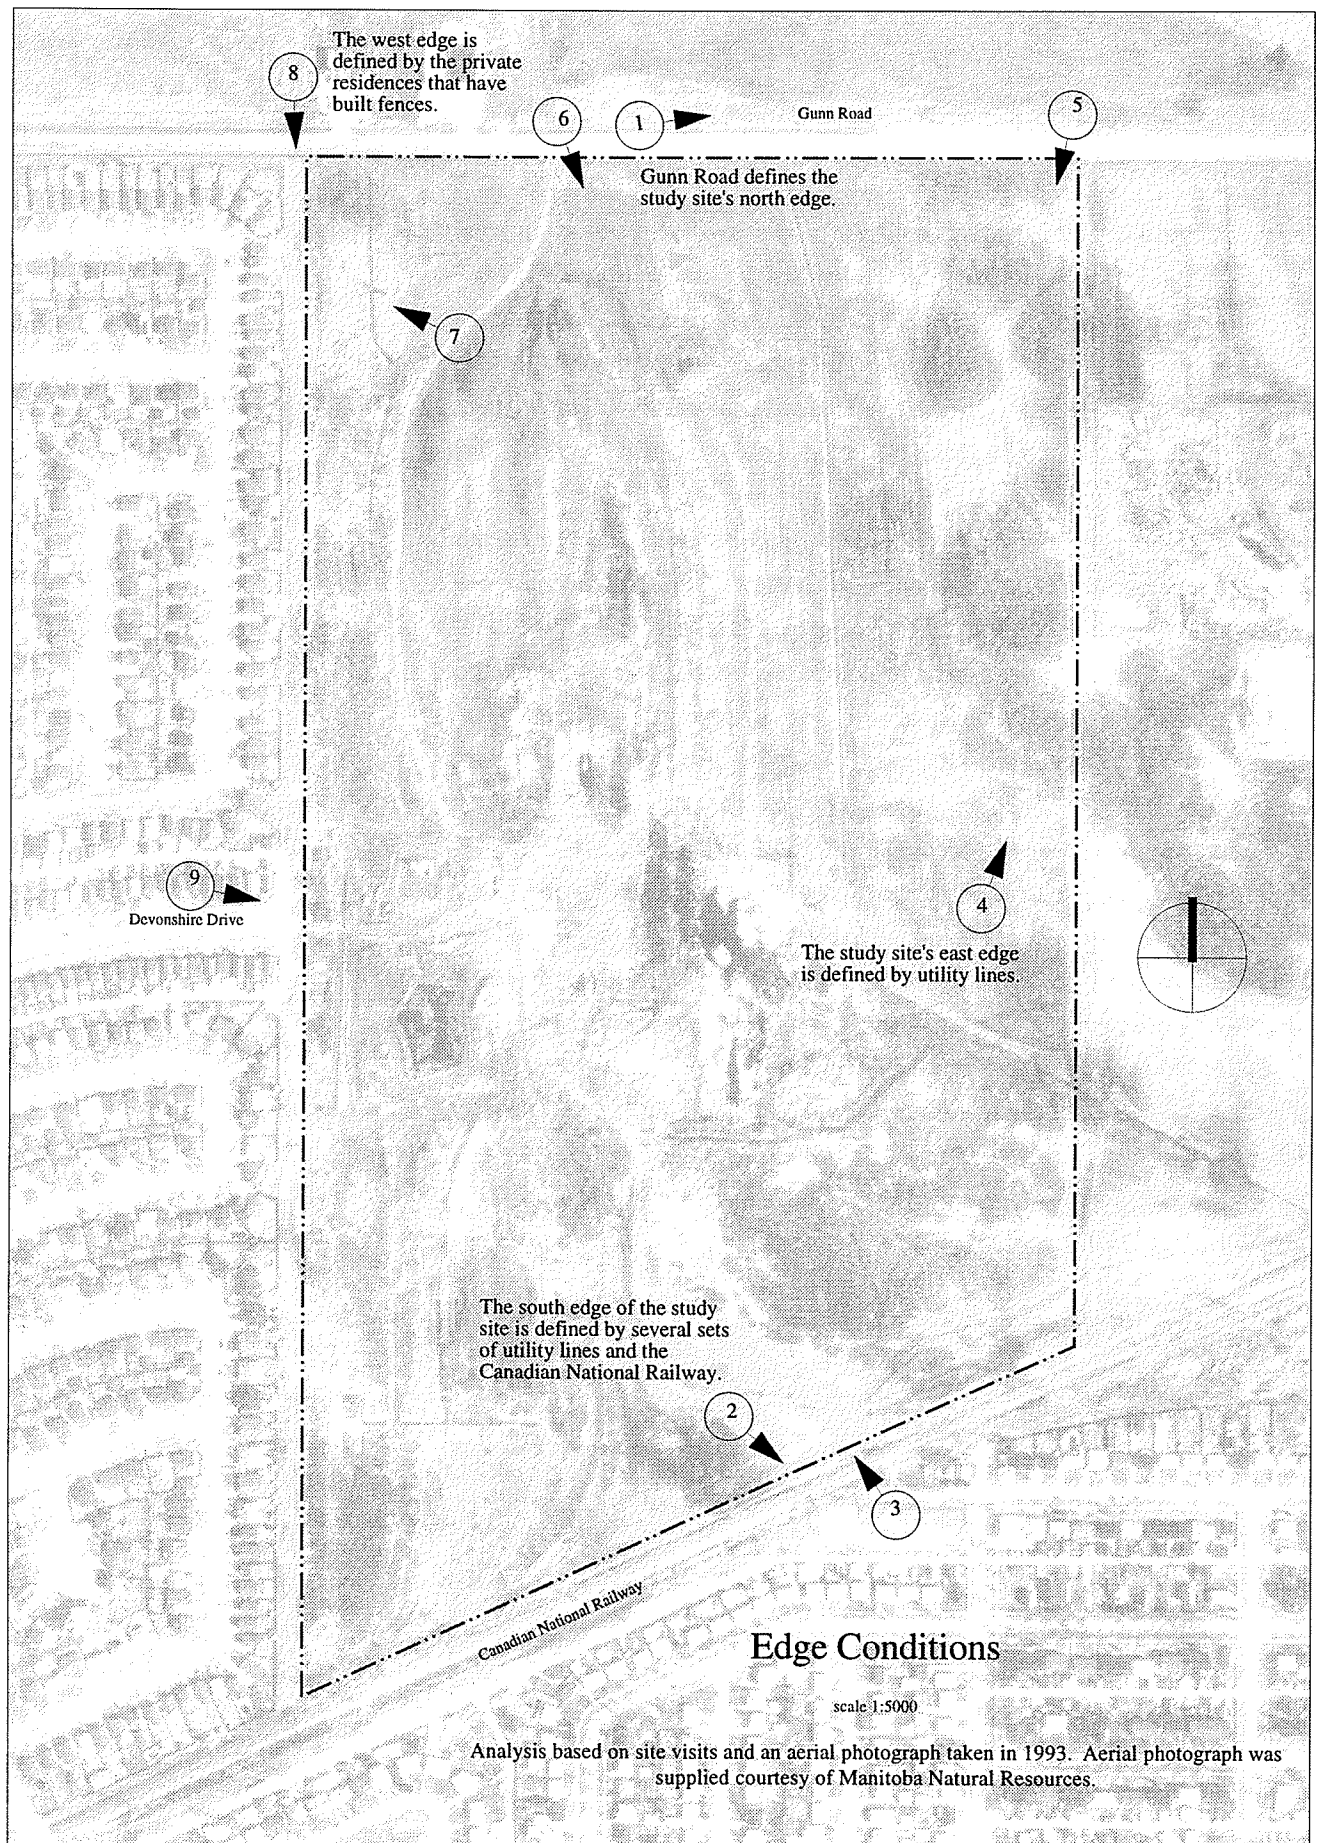 The west edge is
defined by the private
residences that have
built fences.
8
6
1
Gunn Road
5
Gunn Road defines the
study site's north edge.
7
9
Devonshire Drive
4
The study site's east edge
is defined by utility lines.
The south edge of the study
site is defined by several sets
of utility lines and the
Canadian National Railway.
2
3
Canadian National Railway
Edge Conditions
scale 1:5000
Analysis based on site visits and an aerial photograph taken in 1993. Aerial photograph was
supplied courtesy of Manitoba Natural Resources.